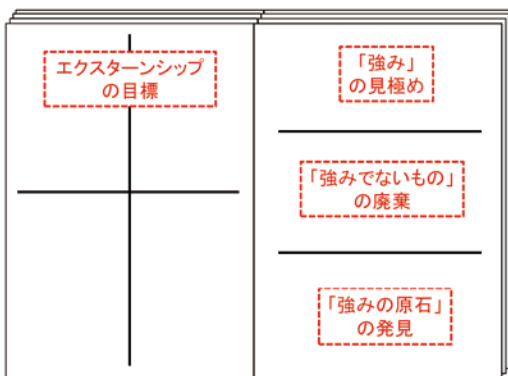 エクスターンシップ
の目標
「強み」
の見極め
「強みでないもの」
の廃棄
「強みの原石」
の発見